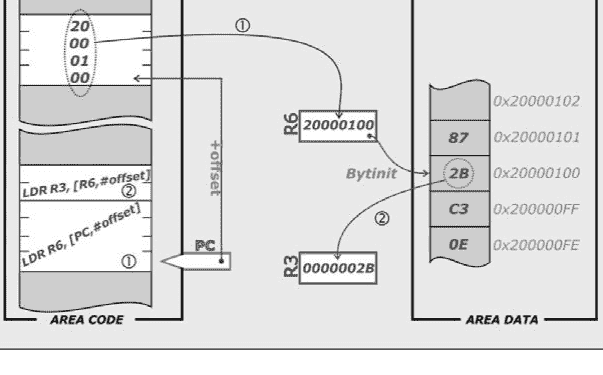 20
00
01
00
①
R6
20000100
+offset
LDR R3, [R6,#offset]
②
LDR R6, [PC,#offset]
①
PC
Bytinit
②
R3
0000002B
0x20000102
87
0x20000101
2B
0x20000100
C3
0x200000FF
0E
0x200000FE
AREA CODE
AREA DATA